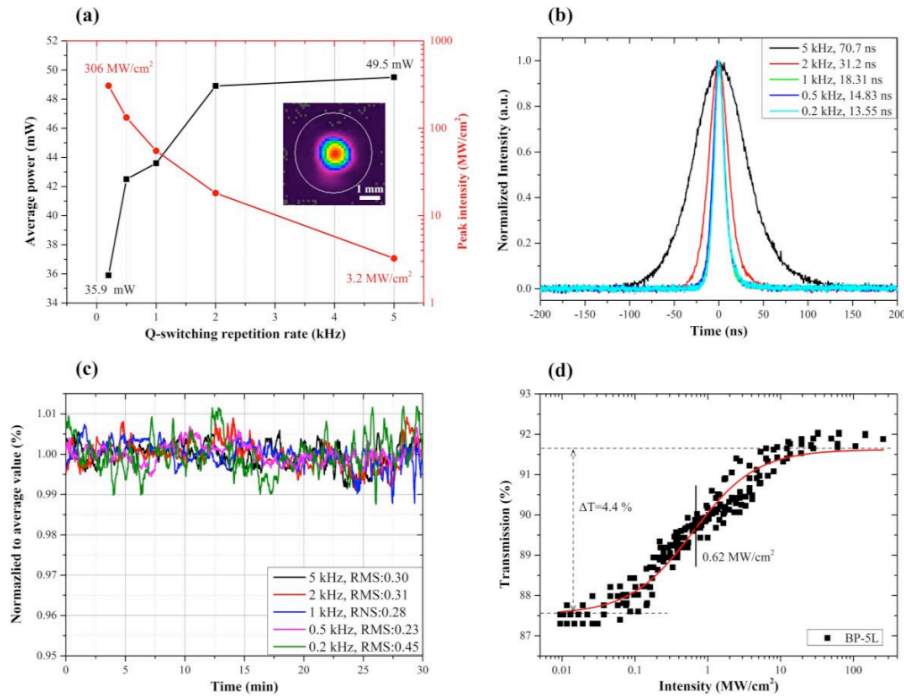 (a)
Average power (mW)
52
50
48
46
44
42
40
38
36
34
306 MW/cm²
49.5 mW
1 mm
35.9 mW
3.2 MW/cm²
1000
100
10
1
Peak intensity (MW/cm²)
0
1
2
3
4
5
Q-switching repetition rate (kHz)
(b)
Normalized Intensity (a.u.)
1.0
0.8
0.6
0.4
0.2
0.0
5 kHz, 70.7 ns
2 kHz, 31.2 ns
1 kHz, 18.31 ns
0.5 kHz, 14.83 ns
0.2 kHz, 13.55 ns
-200
-150
-100
-50
0
50
100
150
200
Time (ns)
(c)
Normazlied to average value (%)
1.01
1.00
0.99
0.98
0.97
0.96
0.95
5 kHz, RMS:0.30
2 kHz, RMS:0.31
1 kHz, RNS:0.28
0.5 kHz, RMS:0.23
0.2 kHz, RMS:0.45
0
5
10
15
20
25
30
Time (min)
(d)
Transmission (%)
93
92
91
90
89
88
87
ΔT=4.4 %
0.62 MW/cm²
BP-5L
0.01
0.1
1
10
100
Intensity (MW/cm²)